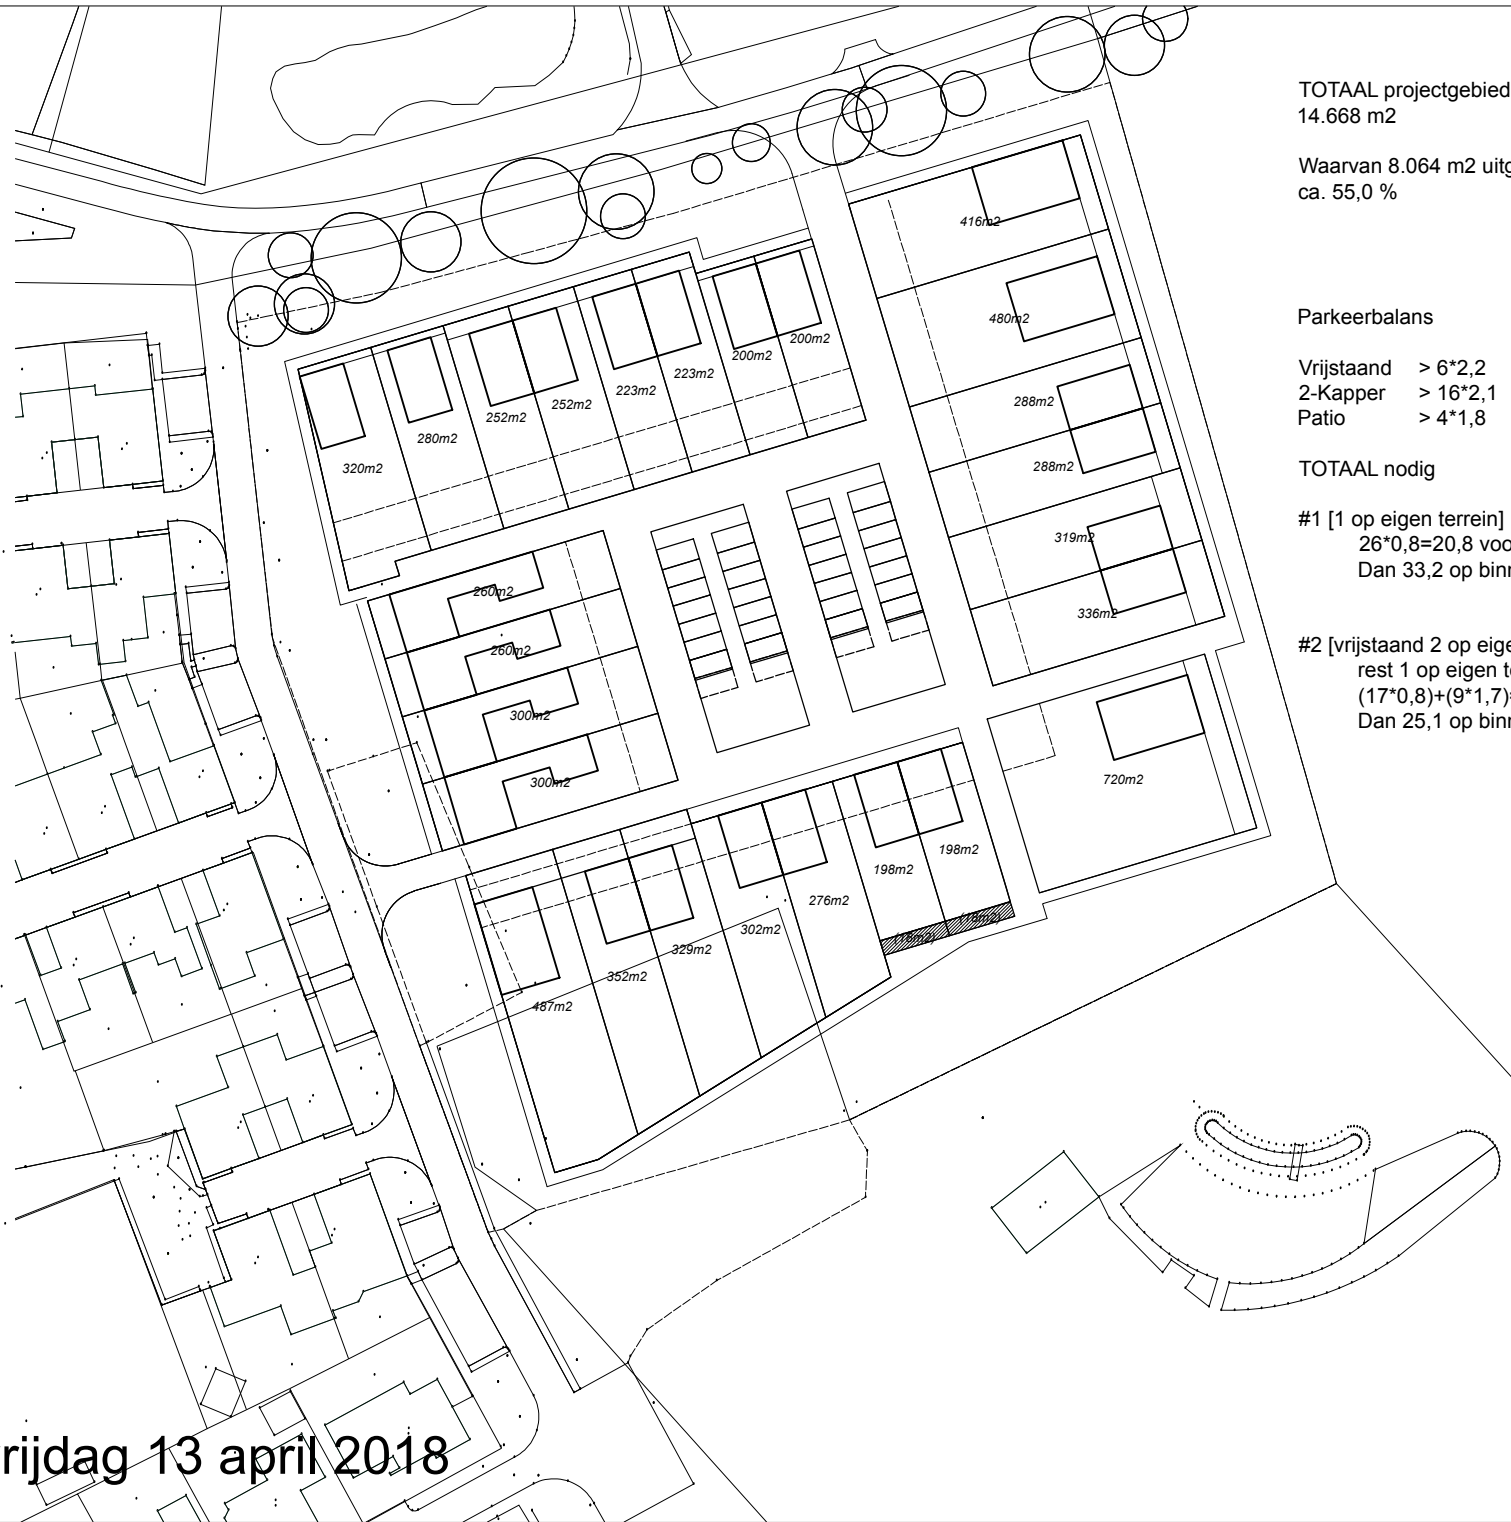 TOTAAL projectgebied
14.668 m2
Waarvan 8.064 m2 uitg
ca. 55,0 %
Parkeerbalans
Vrijstaand > 6*2,2
2-Kapper > 16*2,1
Patio > 4*1,8
TOTAAL nodig
#1 [1 op eigen terrein]
26*0,8=20,8 voo
Dan 33,2 op binn
#2 [vrijstaand 2 op eige
rest 1 op eigen te
(17*0,8)+(9*1,7)=
Dan 25,1 op binn
416m2
480m2
288m2
288m2
319m2
336m2
720m2
320m2
280m2
252m2
252m2
223m2
223m2
200m2
200m2
260m2
260m2
300m2
300m2
487m2
352m2
329m2
302m2
276m2
198m2
198m2
(16m2)
(16m2)
rijdag 13 april 2018